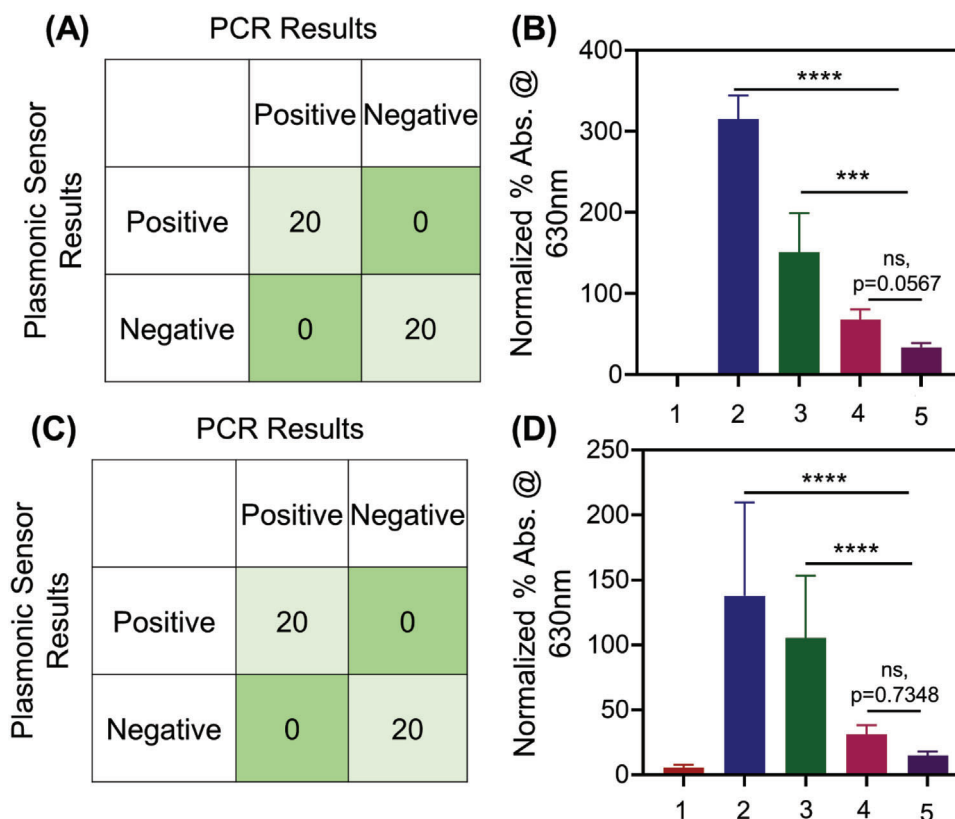 (A)
PCR Results
Positive Negative
Positive 20 0
Negative 0 20
Plasmonic Sensor
Results
(B)
Normalized % Abs. @
630nm
400
300
200
100
0
****
***
ns,
p=0.0567
1 2 3 4 5
(C)
PCR Results
Positive Negative
Positive 20 0
Negative 0 20
Plasmonic Sensor
Results
(D)
Normalized % Abs. @
630nm
250
200
150
100
50
0
****
****
ns,
p=0.7348
1 2 3 4 5